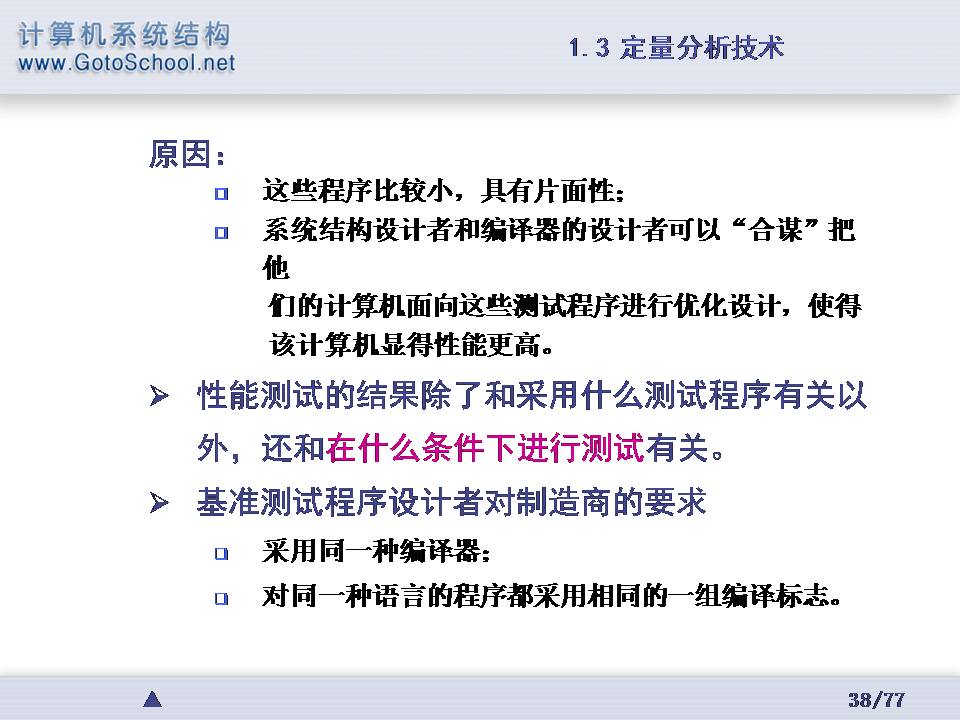 计算机系统结构
www.GotoSchool.net
1.3 定量分析技术
原因：
这些程序比较小，具有片面性；
系统结构设计者和编译器的设计者可以“合谋”把
他
们的计算机面向这些测试程序进行优化设计，使得
该计算机显得性能更高。
性能测试的结果除了和采用什么测试程序有关以
外，还和在什么条件下进行测试有关。
基准测试程序设计者对制造商的要求
采用同一种编译器；
对同一种语言的程序都采用相同的一组编译标志。
38/77